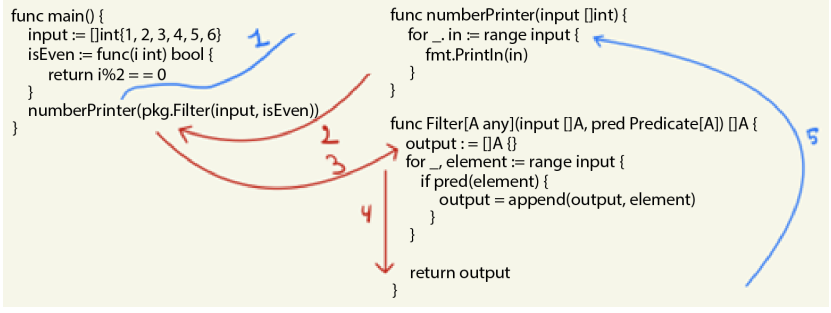 func main() {
input := []int{1, 2, 3, 4, 5, 6}
isEven := func(i int) bool {
return i%2 == 0
}
numberPrinter(pkg.Filter(input, isEven))
}
1
2
3
4
func numberPrinter(input []int) {
for _. in := range input {
fmt.Println(in)
}
}
func Filter[A any](input []A, pred Predicate[A]) []A {
output : = []A {}
for _, element := range input {
if pred(element) {
output = append(output, element)
}
}
return output
}
5